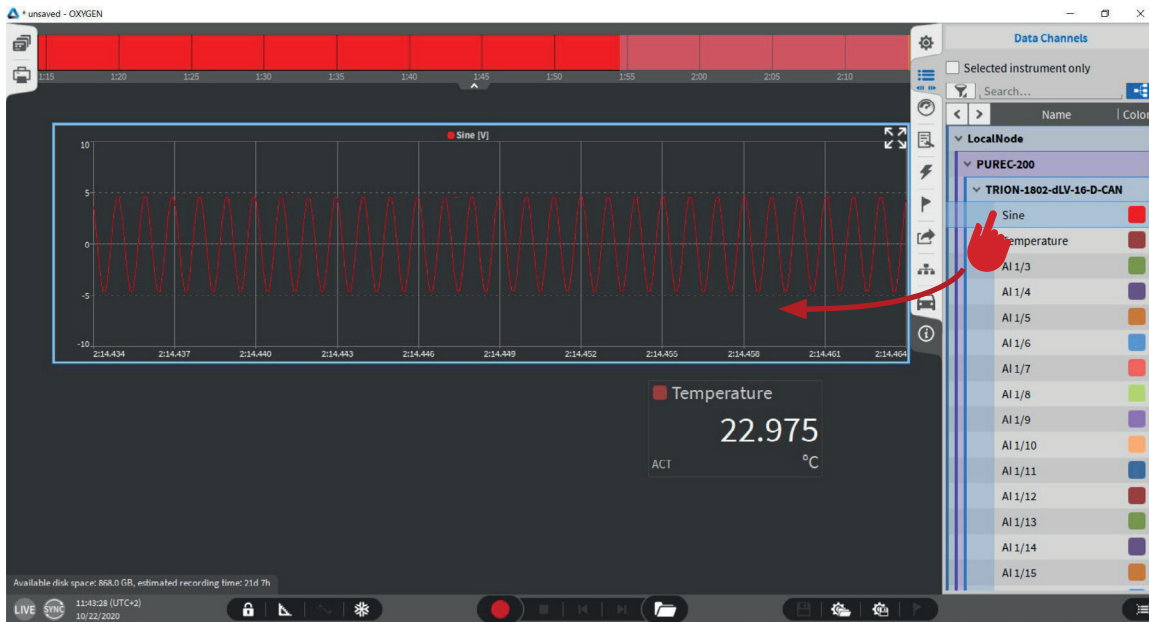 * unsaved - OXYGEN
Data Channels
Selected instrument only
Search...
Name
Color
1:15 1:20 1:25 1:30 1:35 1:40 1:45 1:50 1:55 2:00 2:05 2:10
Sine [V]
10
5
0
-5
-10
2:14.434 2:14.437 2:14.440 2:14.443 2:14.446 2:14.449 2:14.452 2:14.455 2:14.458 2:14.461 2:14.464
Temperature
22.975
ACT °C
LocalNode
PUREC-200
TRION-1802-dLV-16-D-CAN
Sine
Temperature
AI 1/3
AI 1/4
AI 1/5
AI 1/6
AI 1/7
AI 1/8
AI 1/9
AI 1/10
AI 1/11
AI 1/12
AI 1/13
AI 1/14
AI 1/15
Available disk space: 868.0 GB, estimated recording time: 21d 7h
LIVE SYNC
11:43:28 (UTC+2)
10/22/2020